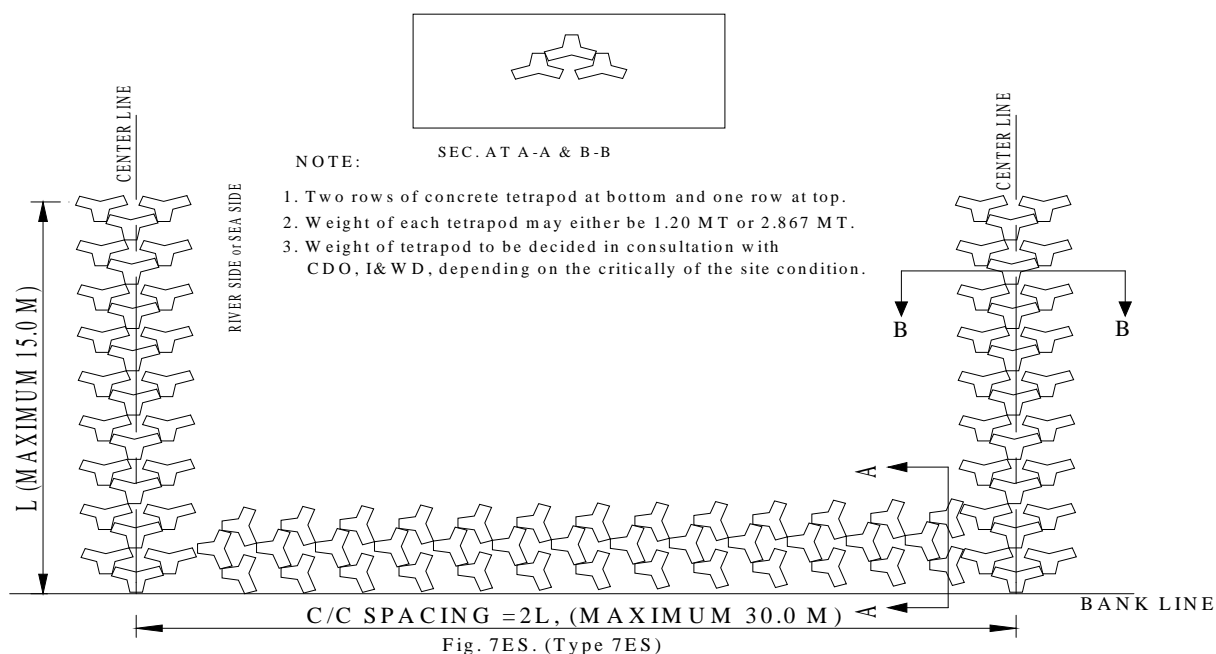 SEC. AT A-A & B-B
NOTE:
1. Two rows of concrete tetrapod at bottom and one row at top.
2. Weight of each tetrapod may either be 1.20 MT or 2.867 MT.
3. Weight of tetrapod to be decided in consultation with
CDO, I&WD, depending on the critically of the site condition.
CENTER LINE
RIVER SIDE or SEA SIDE
CENTER LINE
L (MAXIMUM 15.0 M)
B
B
A
A
C/C SPACING =2L, (MAXIMUM 30.0 M)
BANK LINE
Fig. 7ES. (Type 7ES)